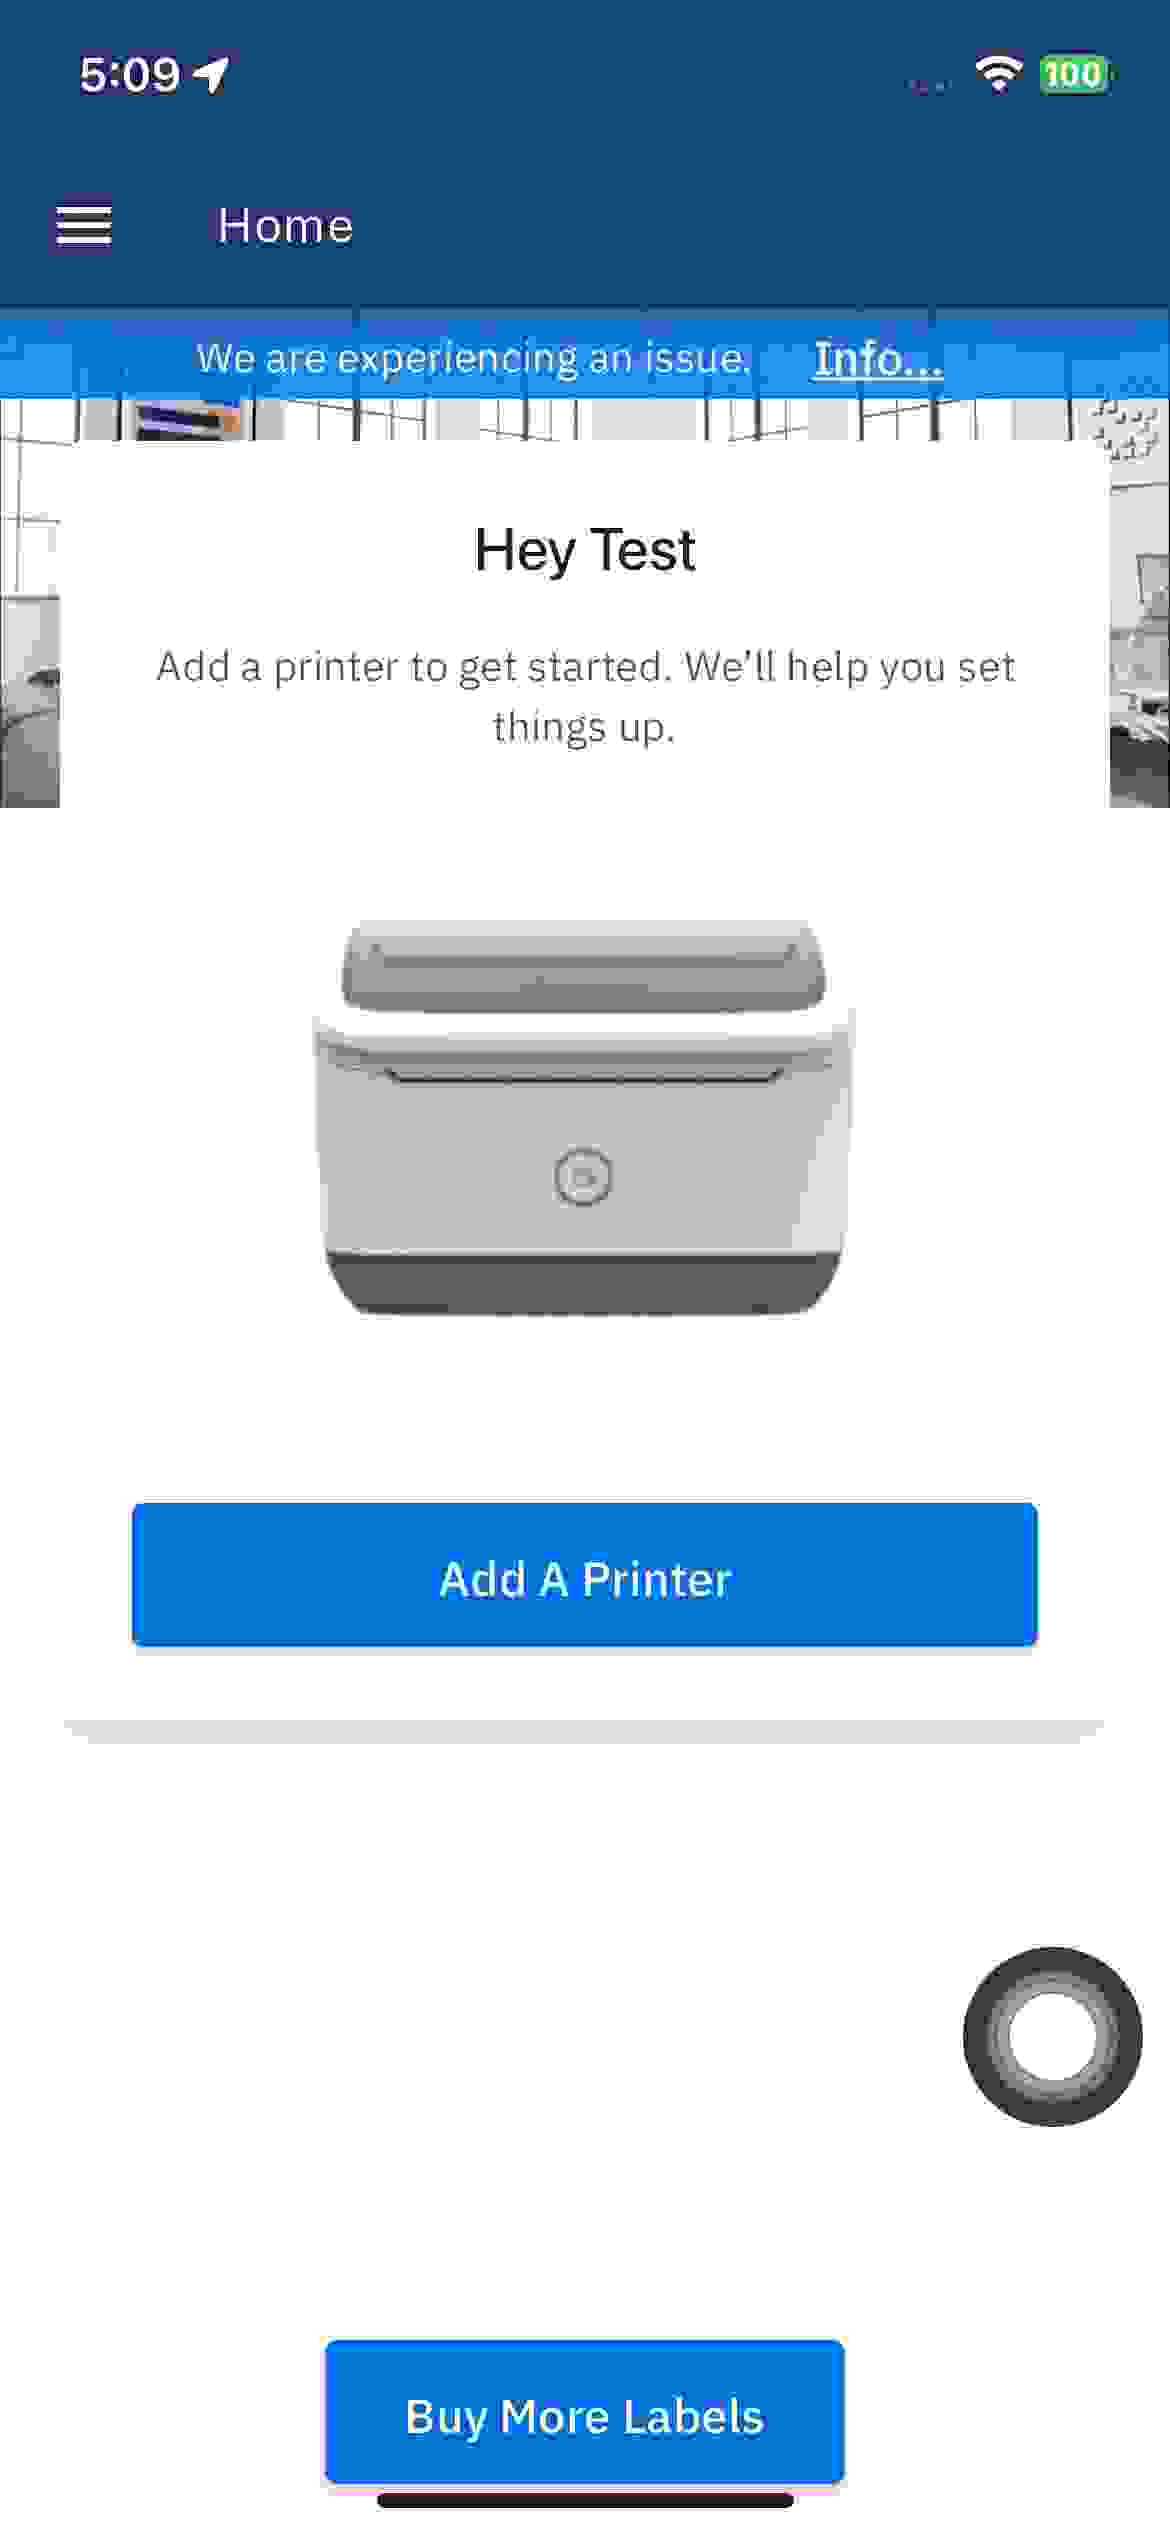 5:09
100
Home
We are experiencing an issue. Info...
Hey Test
Add a printer to get started. We'll help you set
things up.
Add A Printer
Buy More Labels